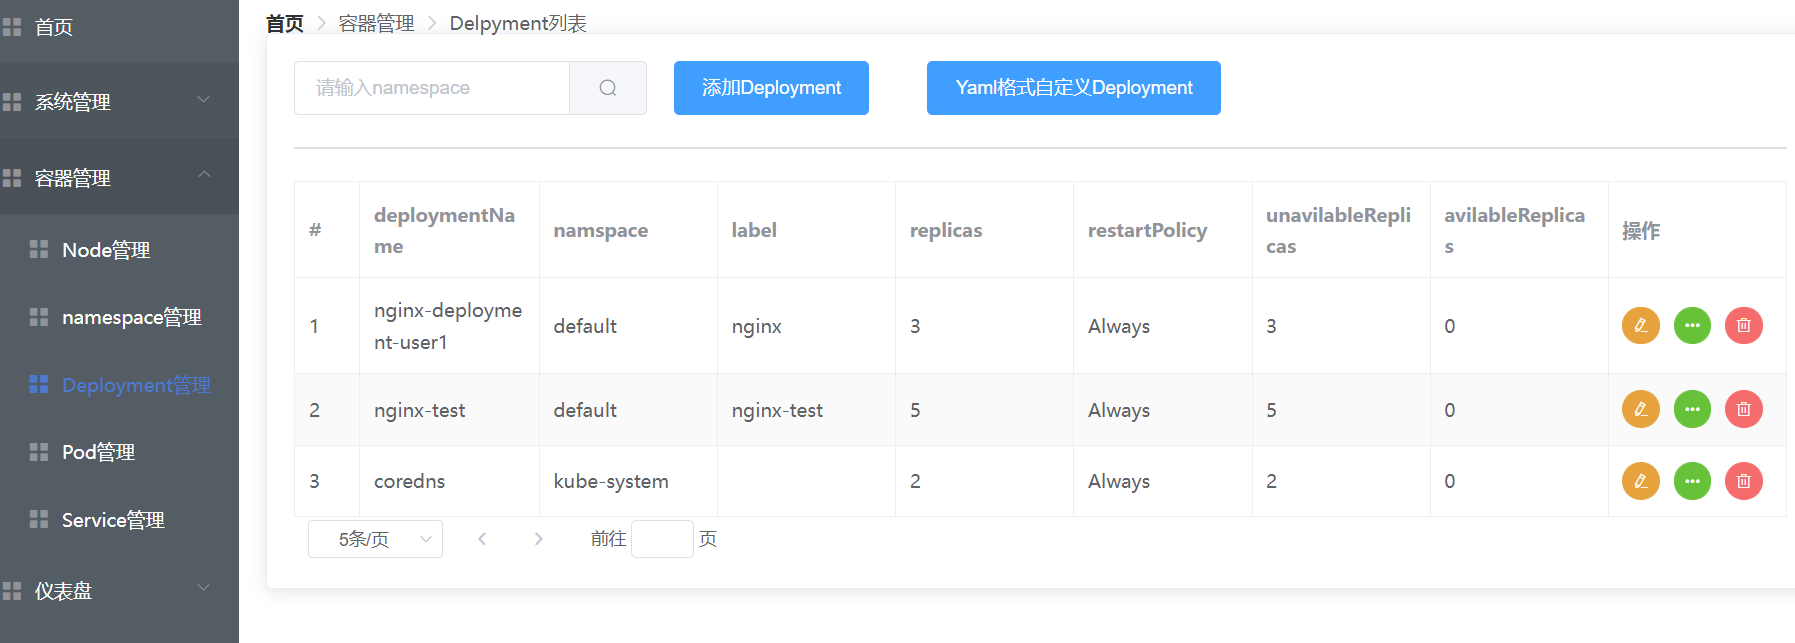 首页
系统管理
容器管理
Node管理
namespace管理
Deployment管理
Pod管理
Service管理
仪表盘
首页 > 容器管理 > Delpyment列表
请输入namespace
添加Deployment
Yaml格式自定义Deployment
# deploymentNa
me namspace label replicas restartPolicy unavilableRepli
cas avilableReplica
s 操作
1 nginx-deployme
nt-user1 default nginx 3 Always 3 0
2 nginx-test default nginx-test 5 Always 5 0
3 coredns kube-system 2 Always 2 0
5条/页 前往 页